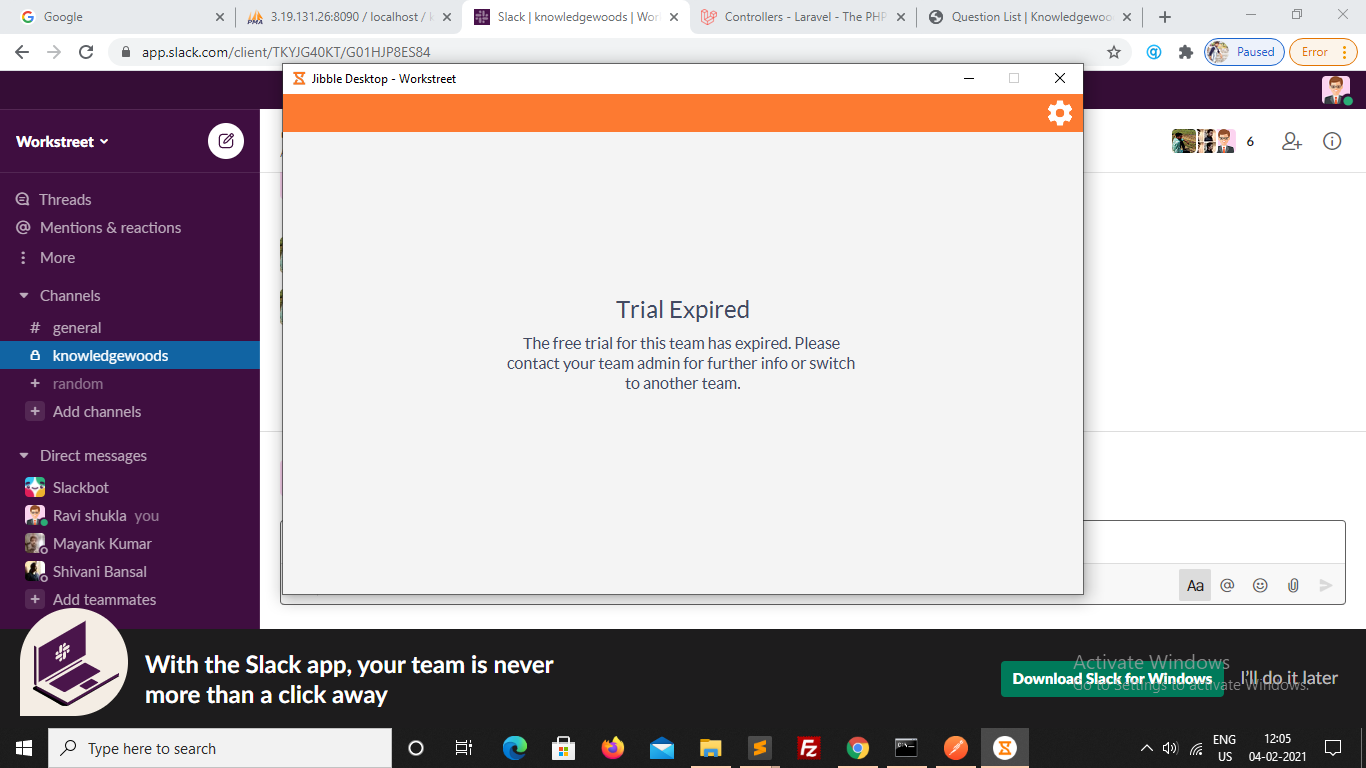 Google
3.19.131.26:8090 / localhost / k
Slack | knowledgewoods | Wor
Controllers - Laravel - The PHP
Question List | Knowledgewoo
app.slack.com/client/TKYJG40KT/G01HJP8ES84
Paused
Error
Jibble Desktop - Workstreet
Workstreet
6
Threads
Mentions & reactions
More
Channels
# general
knowledgewoods
+ random
+ Add channels
Direct messages
Slackbot
Ravi shukla you
Mayank Kumar
Shivani Bansal
+ Add teammates
Trial Expired
The free trial for this team has expired. Please
contact your team admin for further info or switch
to another team.
Aa @
With the Slack app, your team is never
more than a click away
Download Slack for Windows
I'll do it later
Activate Windows
Go to Settings to activate Windows.
Type here to search
ENG
US
12:05
04-02-2021